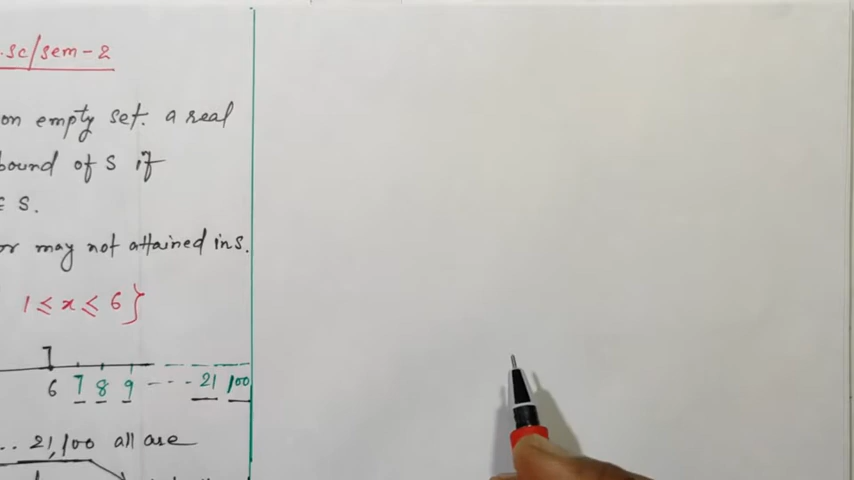 .sc/sem-2
on empty set. a real
bound of S if
∈ S.
or may not attained in S.
1 ≤ x ≤ 6}
6 7 8 9 --- 21 100
.. 21,100 all are